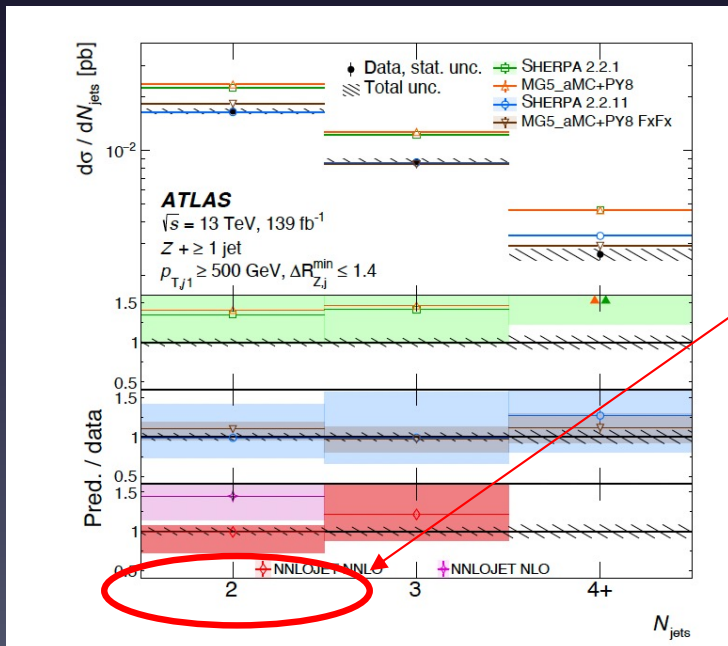 dσ / dN_jets [pb]
Data, stat. unc.
Total unc.
SHERPA 2.2.1
MG5_aMC+PY8
SHERPA 2.2.11
MG5_aMC+PY8 FxFx
10⁻²
ATLAS
√s = 13 TeV, 139 fb⁻¹
Z + ≥ 1 jet
p_T,j1 ≥ 500 GeV, ΔR^min_Z,j ≤ 1.4
Pred. / data
1.5
1
0.5
1.5
1
0.5
1.5
1
0.5
NNLOJET NNLO
NNLOJET NLO
2
3
4+
N_jets